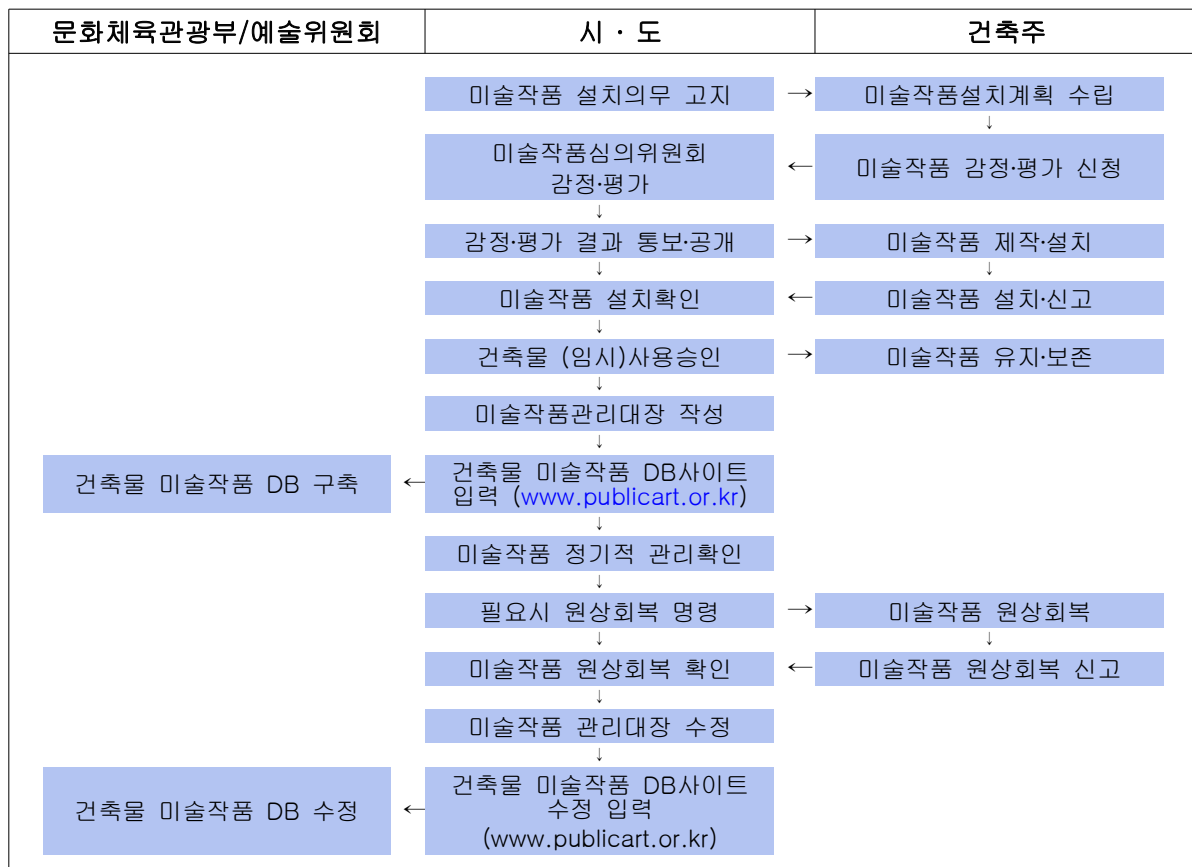 문화체육관광부/예술위원회 시·도 건축주
미술작품 설치의무 고지 → 미술작품설치계획 수립
↓
미술작품심의위원회
감정·평가 ← 미술작품 감정·평가 신청
↓
감정·평가 결과 통보·공개 → 미술작품 제작·설치
↓ ↓
미술작품 설치확인 ← 미술작품 설치·신고
↓
건축물 (임시)사용승인 → 미술작품 유지·보존
↓
미술작품관리대장 작성
↓
건축물 미술작품 DB 구축 ← 건축물 미술작품 DB사이트
입력 (www.publicart.or.kr)
↓
미술작품 정기적 관리확인
↓
필요시 원상회복 명령 → 미술작품 원상회복
↓ ↓
미술작품 원상회복 확인 ← 미술작품 원상회복 신고
↓
미술작품 관리대장 수정
↓
건축물 미술작품 DB 수정 ← 건축물 미술작품 DB사이트
수정 입력
(www.publicart.or.kr)